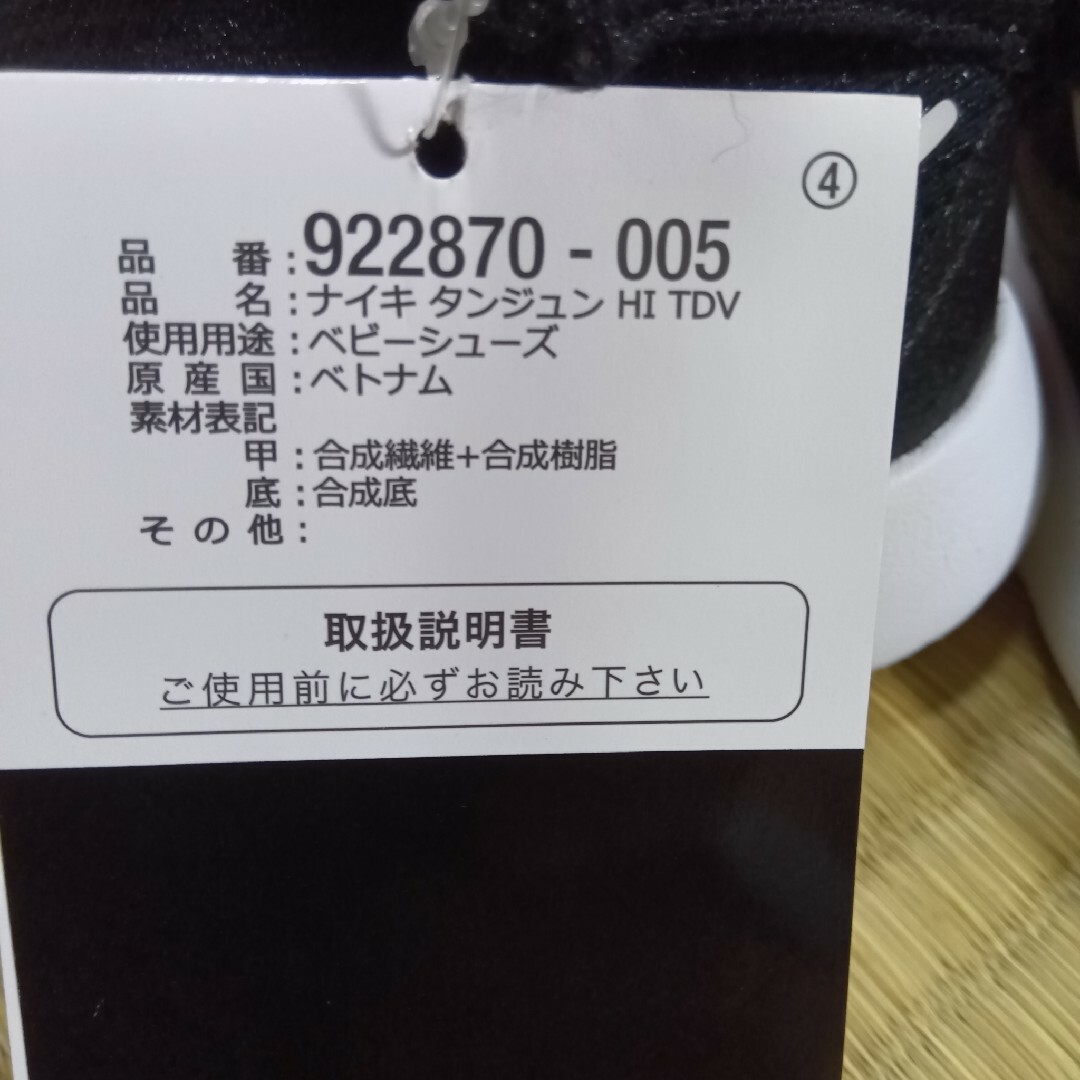 ④
品 番:922870 - 005
品 名:ナイキ タンジュン HI TDV
使用用途:ベビーシューズ
原産国:ベトナム
素材表記
甲:合成繊維+合成樹脂
底:合成底
その他:
取扱説明書
ご使用前に必ずお読み下さい